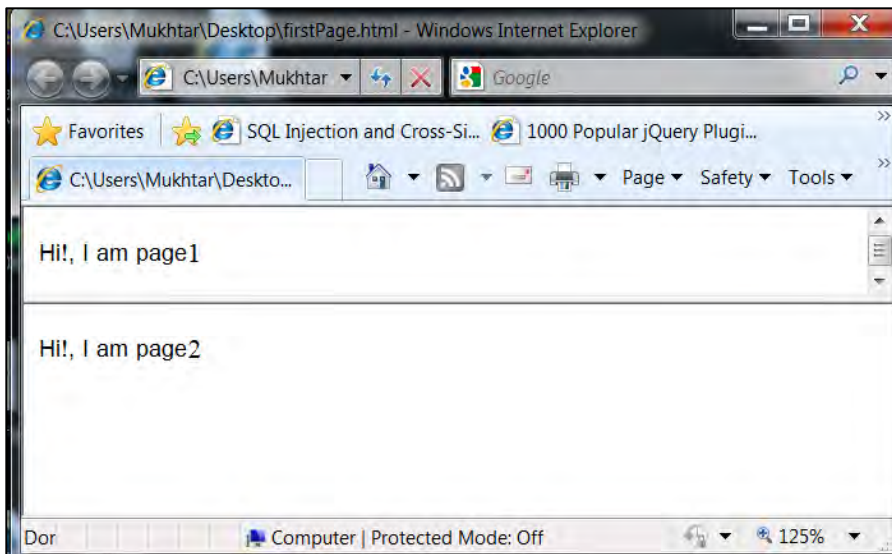 C:\Users\Mukhtar\Desktop\firstPage.html - Windows Internet Explorer
C:\Users\Mukhtar
Google
Favorites SQL Injection and Cross-Si... 1000 Popular jQuery Plugi...
C:\Users\Mukhtar\Deskto... Page Safety Tools
Hi!, I am page1
Hi!, I am page2
Dor Computer | Protected Mode: Off 125%